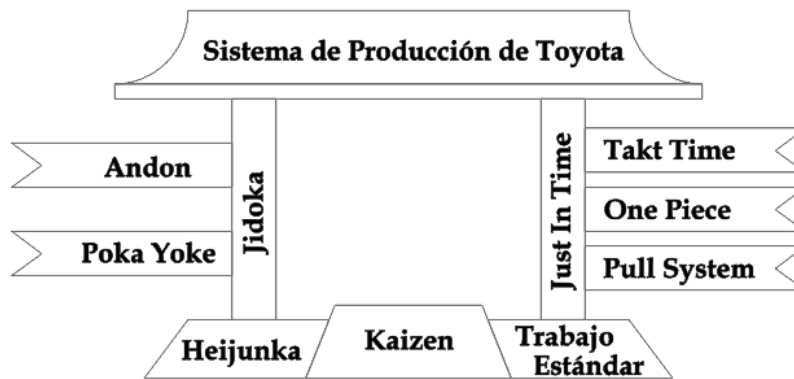 Sistema de Producción de Toyota
Andon
Poka Yoke
Jidoka
Just In Time
Takt Time
One Piece
Pull System
Heijunka
Kaizen
Trabajo
Estándar